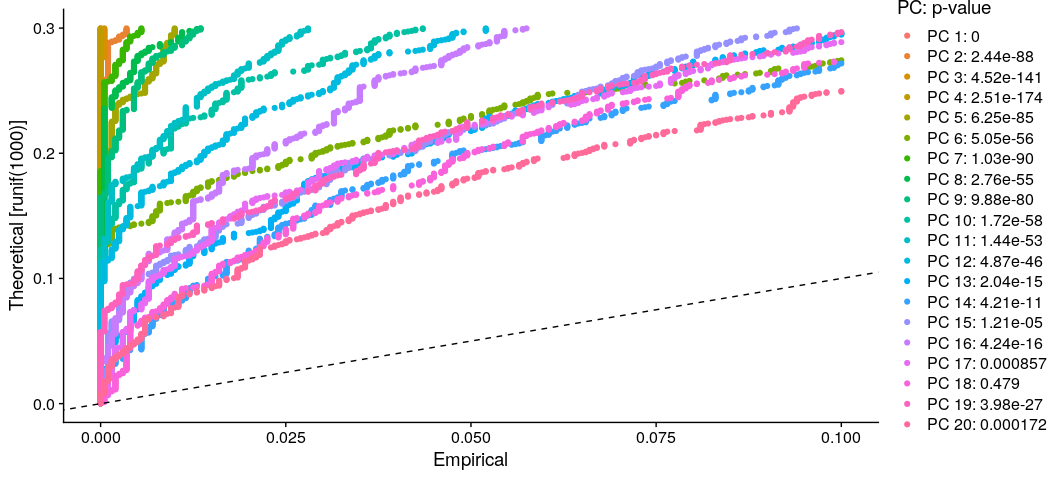 PC: p-value
PC 1: 0
PC 2: 2.44e-88
PC 3: 4.52e-141
PC 4: 2.51e-174
PC 5: 6.25e-85
PC 6: 5.05e-56
PC 7: 1.03e-90
PC 8: 2.76e-55
PC 9: 9.88e-80
PC 10: 1.72e-58
PC 11: 1.44e-53
PC 12: 4.87e-46
PC 13: 2.04e-15
PC 14: 4.21e-11
PC 15: 1.21e-05
PC 16: 4.24e-16
PC 17: 0.000857
PC 18: 0.479
PC 19: 3.98e-27
PC 20: 0.000172
Theoretical [runif(1000)]
0.3
0.2
0.1
0.0
0.000 0.025 0.050 0.075 0.100
Empirical